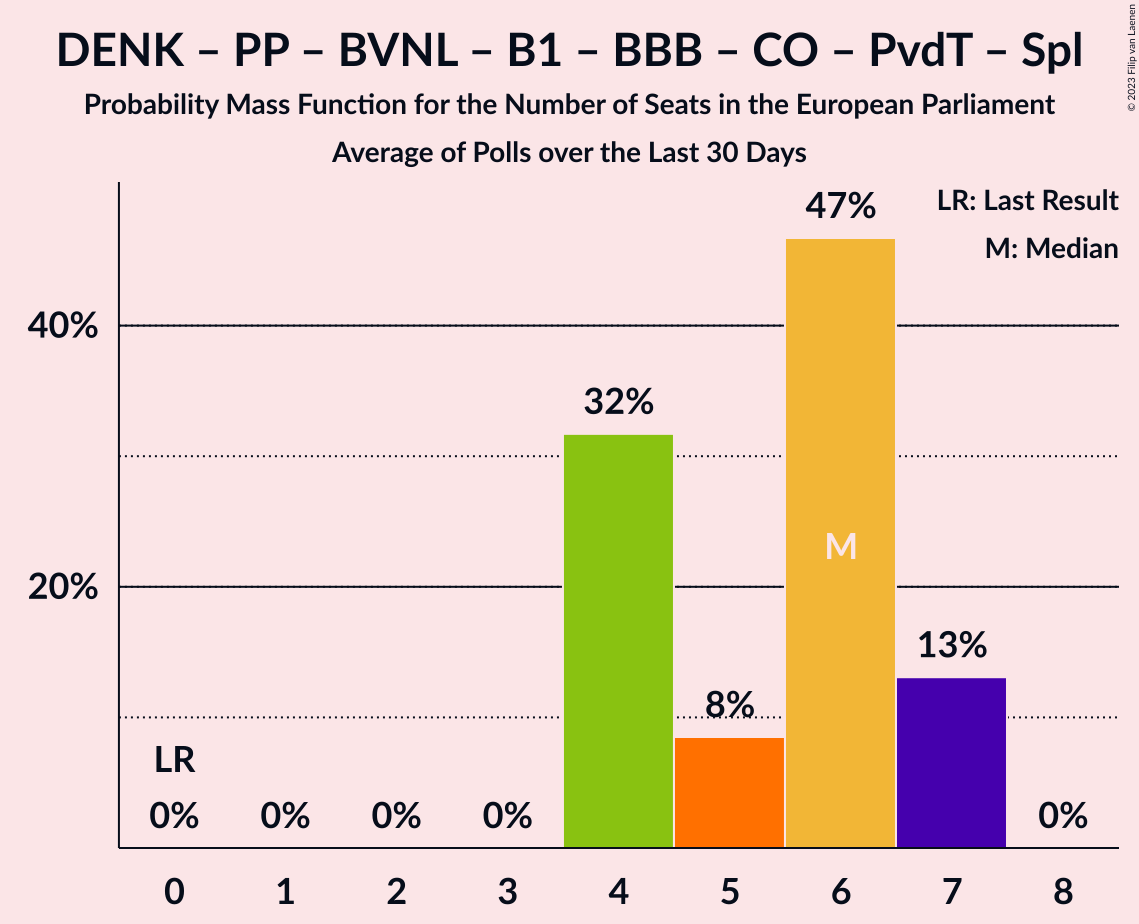 DENK – PP – BVNL – B1 – BBB – CO – PvdT – Spl
Probability Mass Function for the Number of Seats in the European Parliament
Average of Polls over the Last 30 Days
© 2023 Filip van Laenen
LR: Last Result
M: Median
47%
40%
32%
M
20%
13%
8%
LR
0% 0% 0% 0% 0%
0 1 2 3 4 5 6 7 8